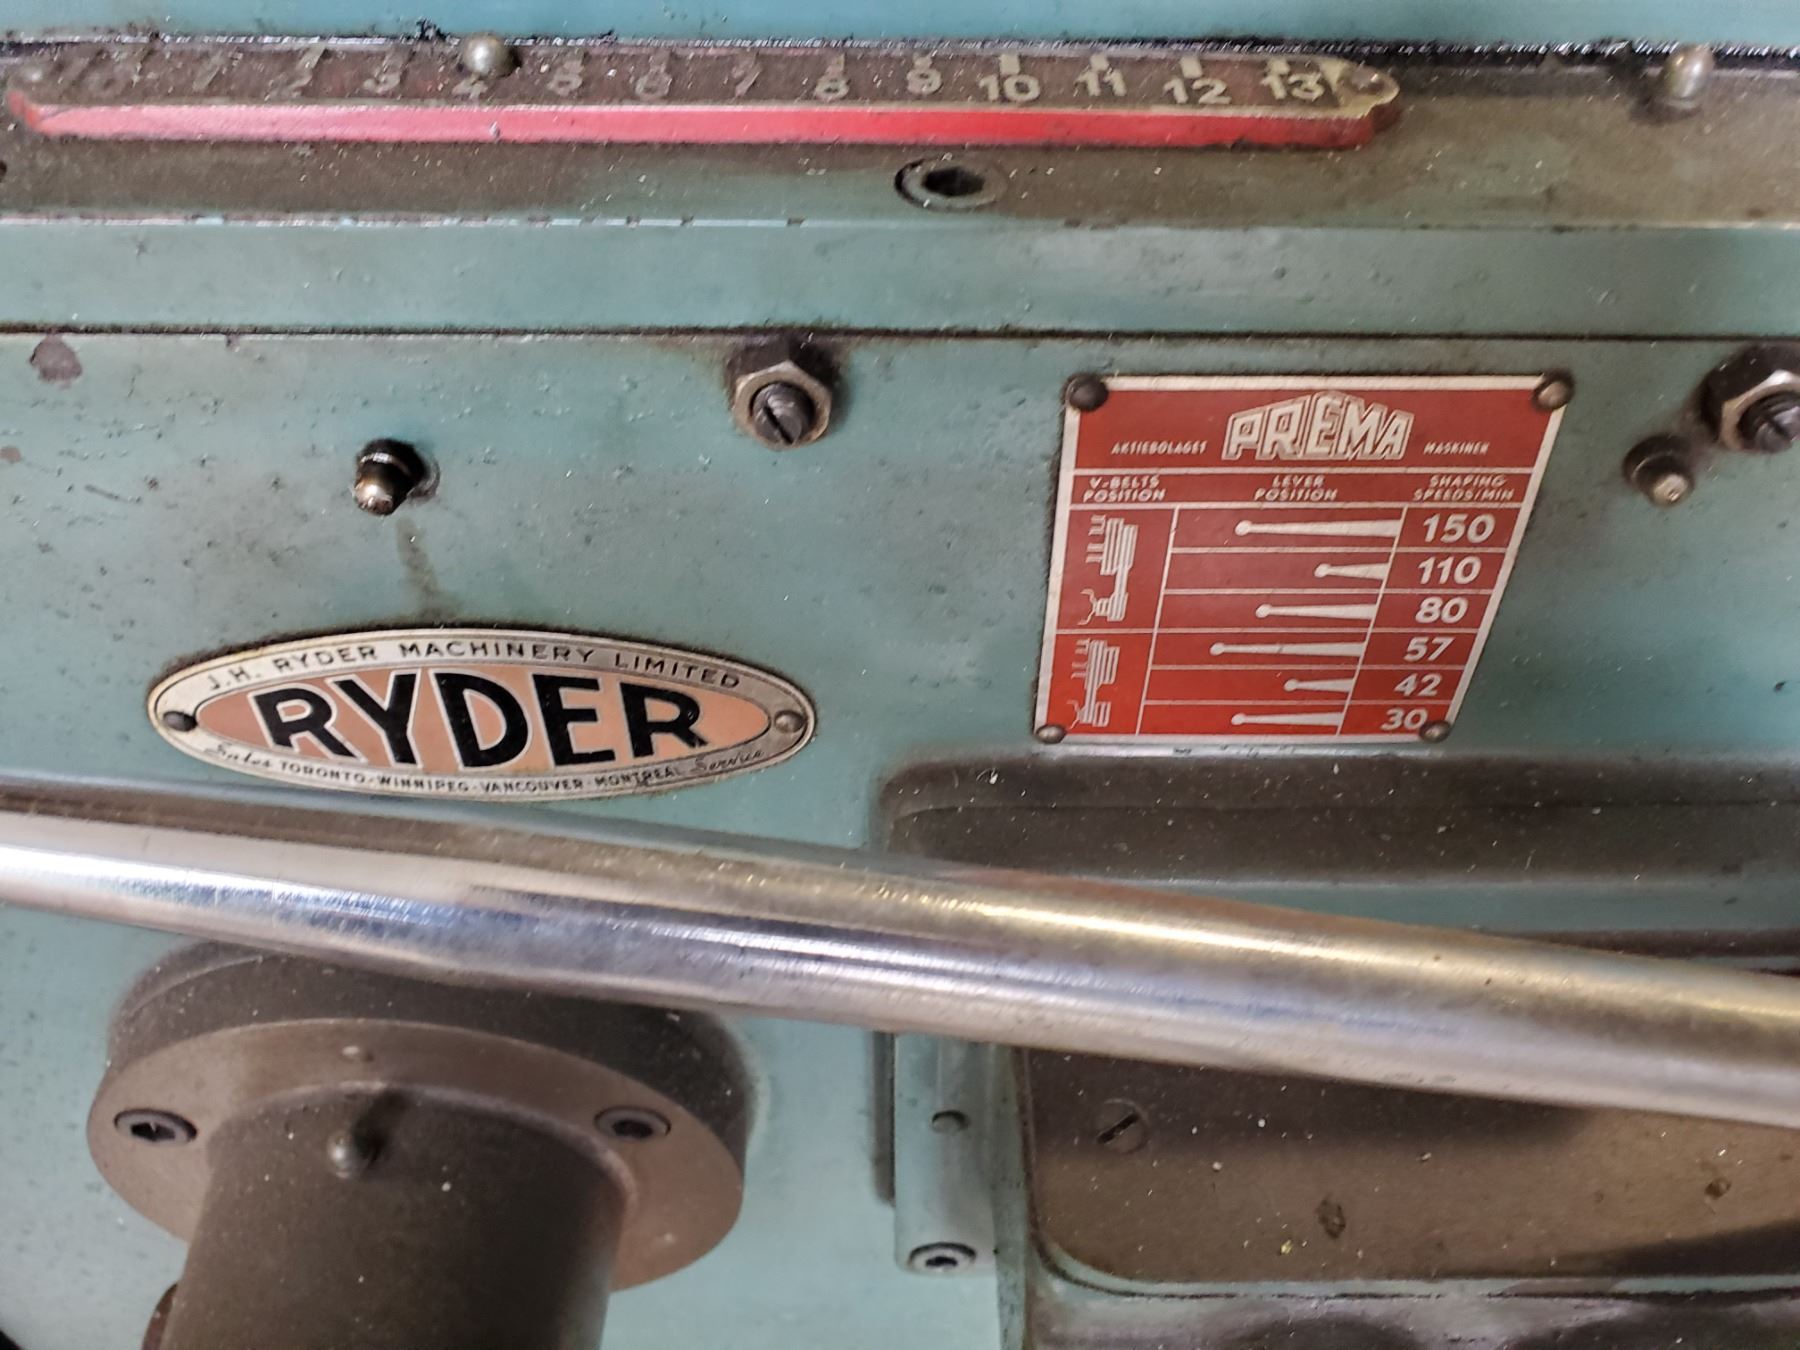 0 1 2 3 4 5 6 7 8 9 10 11 12 13
AKTIEBOLAGET PREMA MASKINER
V-BELTS POSITION LEVER POSITION SHAPING SPEEDS/MIN
150
110
80
57
42
30
J.H. RYDER MACHINERY LIMITED
RYDER
Sales TORONTO-WINNIPEG-VANCOUVER-MONTREAL Service